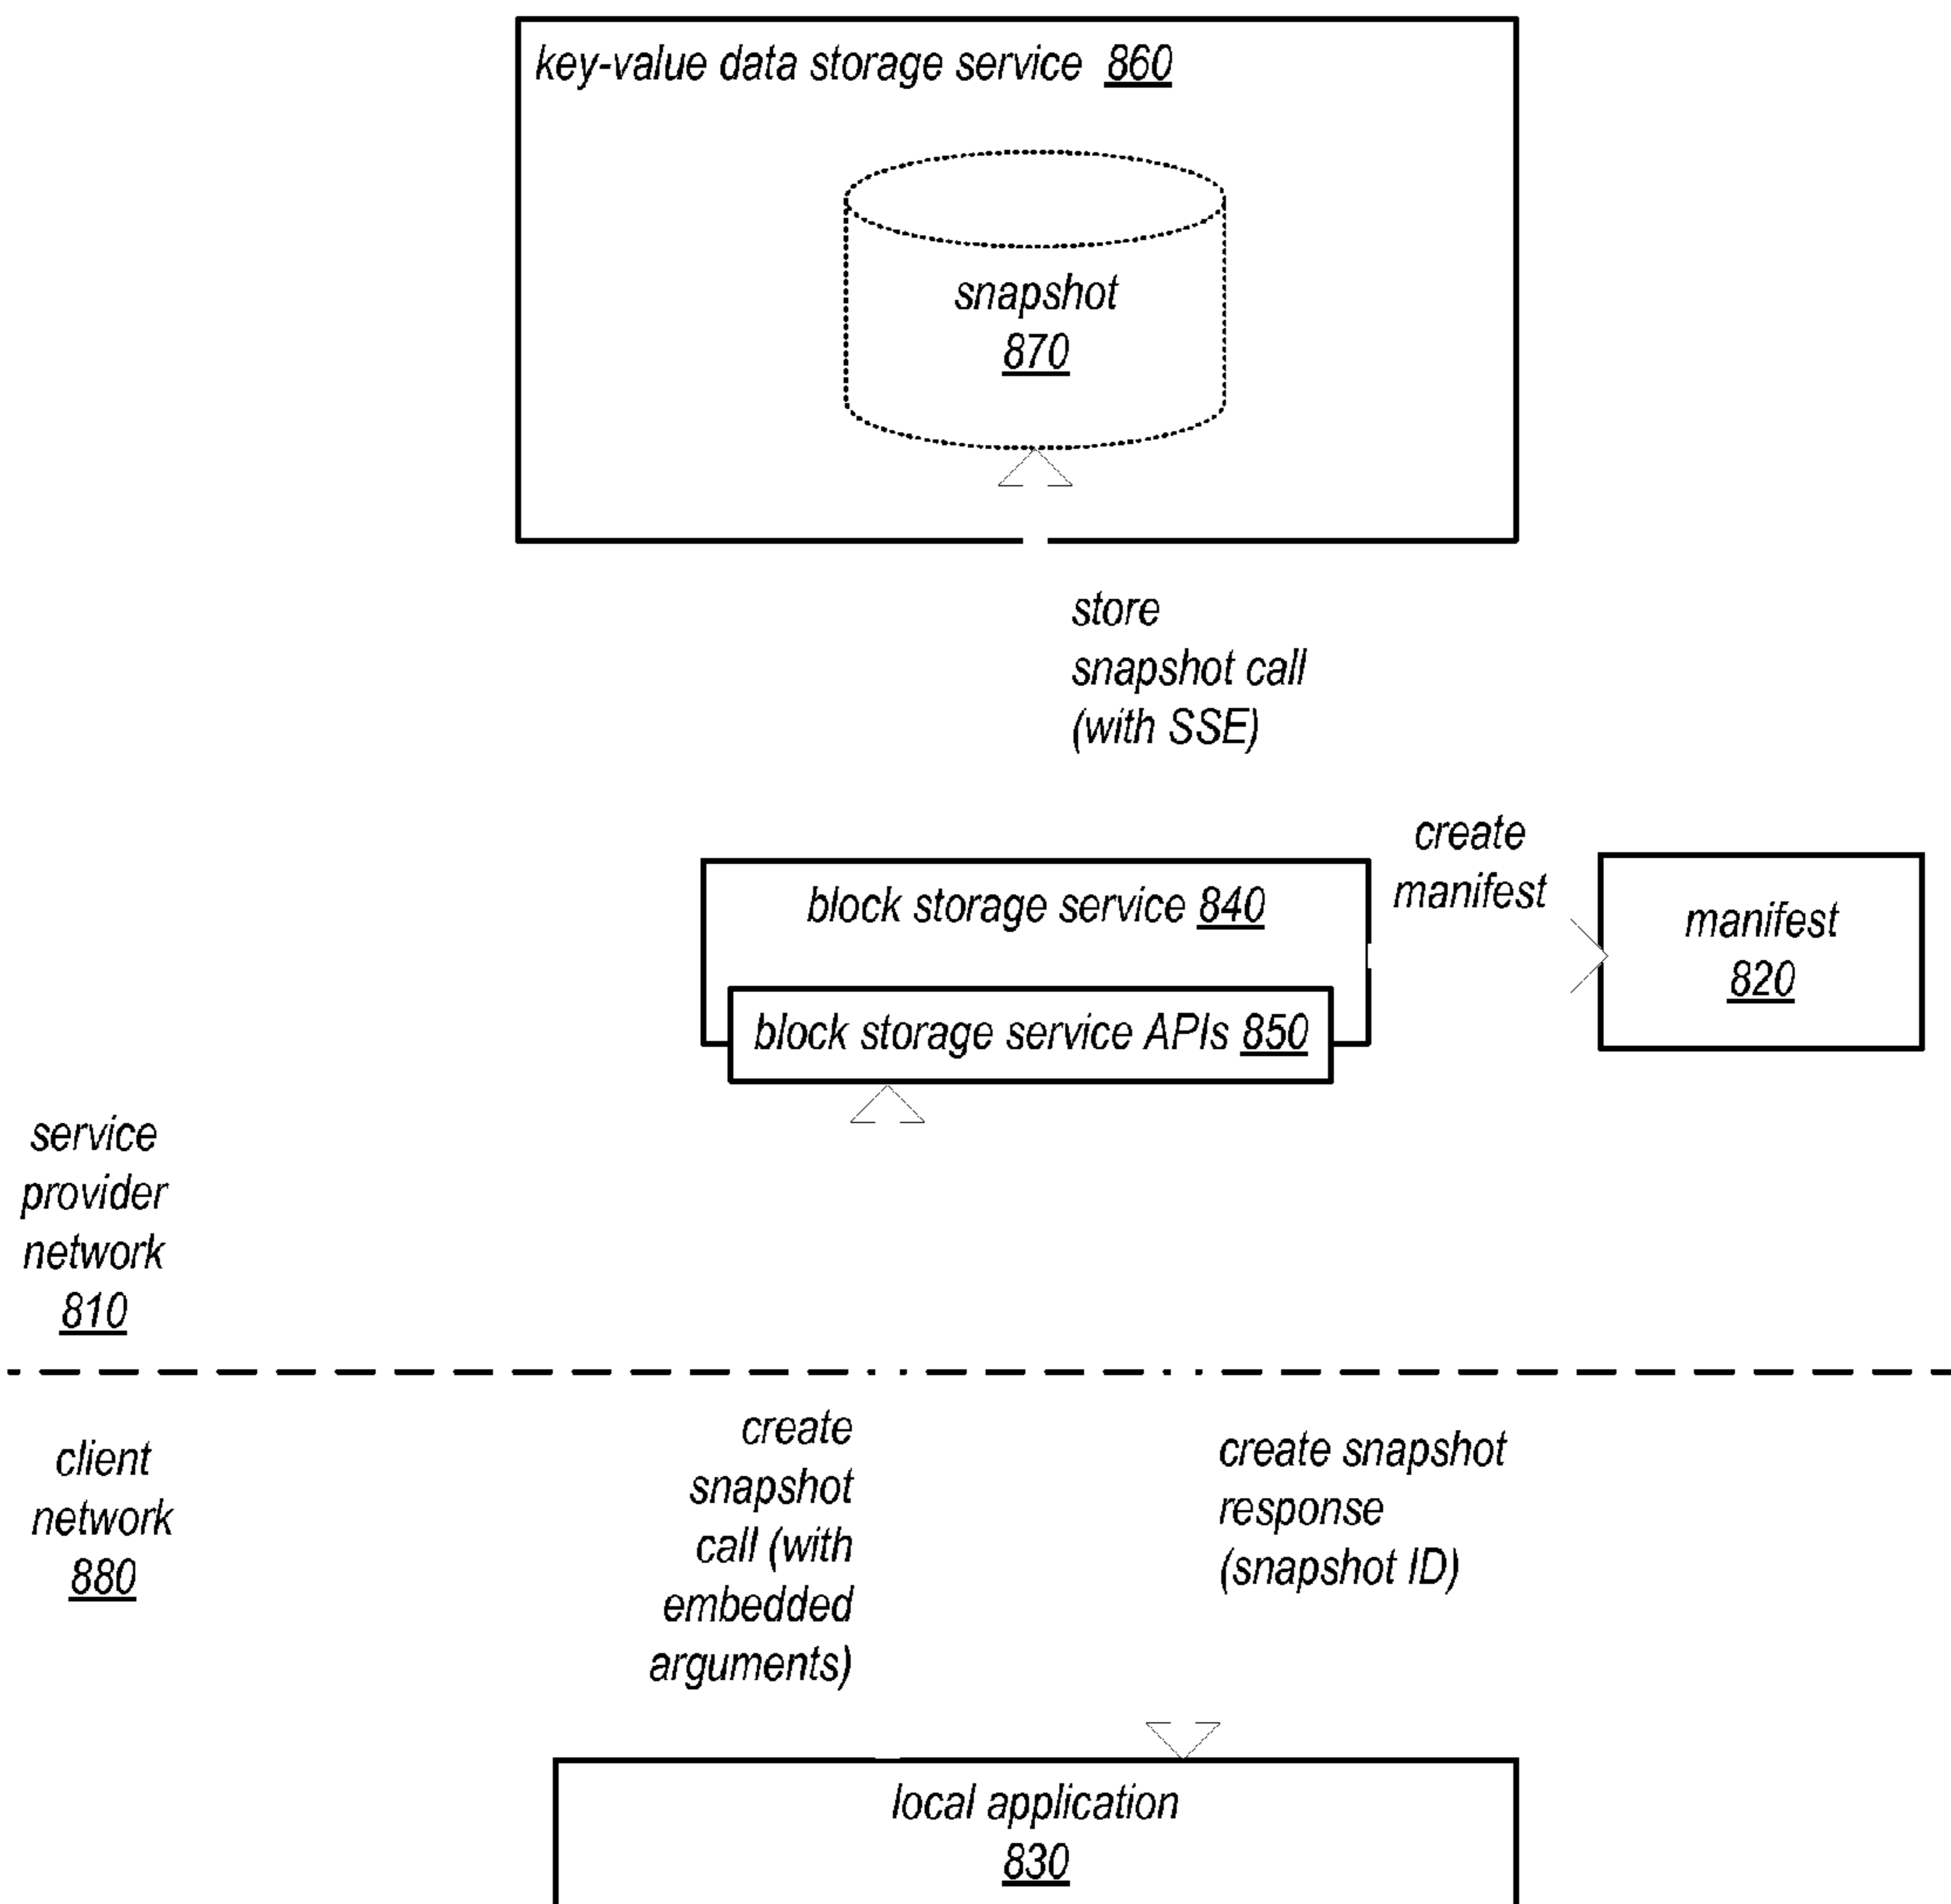 key-value data storage service 860
snapshot
870
store
snapshot call
(with SSE)
create
manifest
block storage service 840
manifest
820
block storage service APIs 850
service
provider
network
810
client
network
880
create
snapshot
call (with
embedded
arguments)
create snapshot
response
(snapshot ID)
local application
830